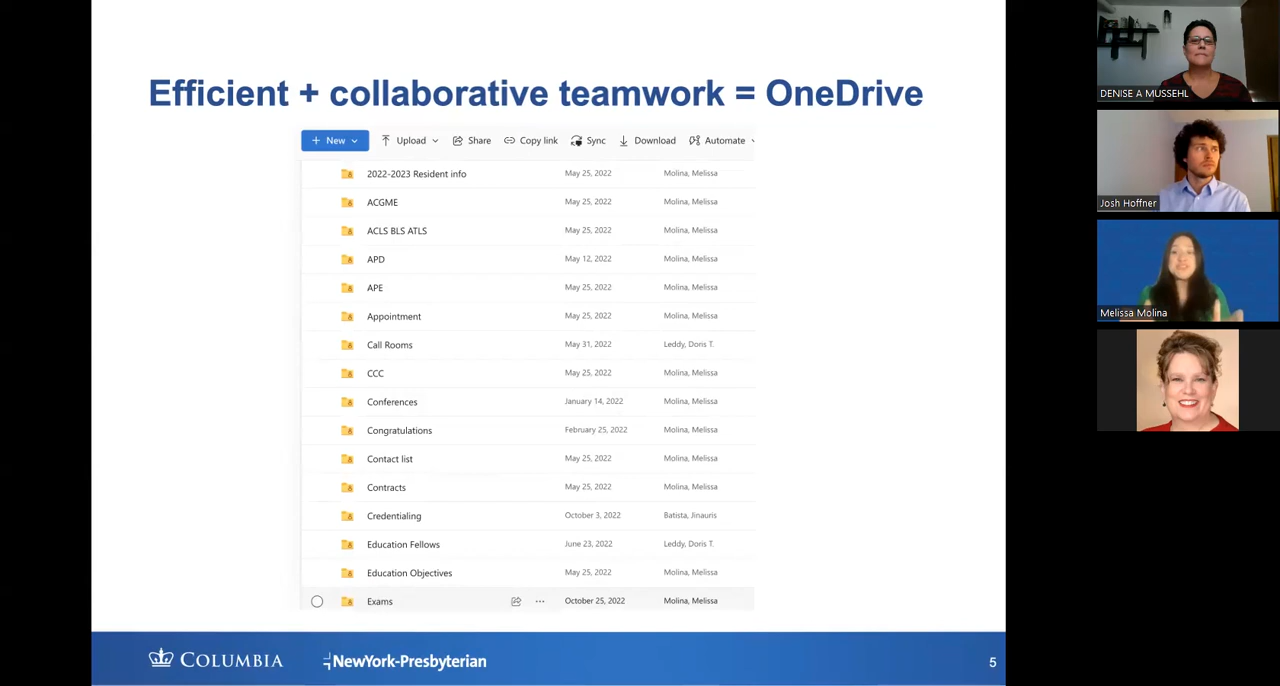 Efficient + collaborative teamwork = OneDrive
New Upload Share Copy link Sync Download Automate
2022-2023 Resident info May 25, 2022 Molina, Melissa
ACGME May 25, 2022 Molina, Melissa
ACLS BLS ATLS May 25, 2022 Molina, Melissa
APD May 12, 2022 Molina, Melissa
APE May 25, 2022 Molina, Melissa
Appointment May 25, 2022 Molina, Melissa
Call Rooms May 31, 2022 Leddy, Doris T.
CCC May 25, 2022 Molina, Melissa
Conferences January 14, 2022 Molina, Melissa
Congratulations February 25, 2022 Molina, Melissa
Contact list May 25, 2022 Molina, Melissa
Contracts May 25, 2022 Molina, Melissa
Credentialing October 3, 2022 Batista, Jinauris
Education Fellows June 23, 2022 Leddy, Doris T.
Education Objectives May 25, 2022 Molina, Melissa
Exams October 25, 2022 Molina, Melissa
COLUMBIA NewYork-Presbyterian 5
DENISE A MUSSEHL
Josh Hoffner
Melissa Molina